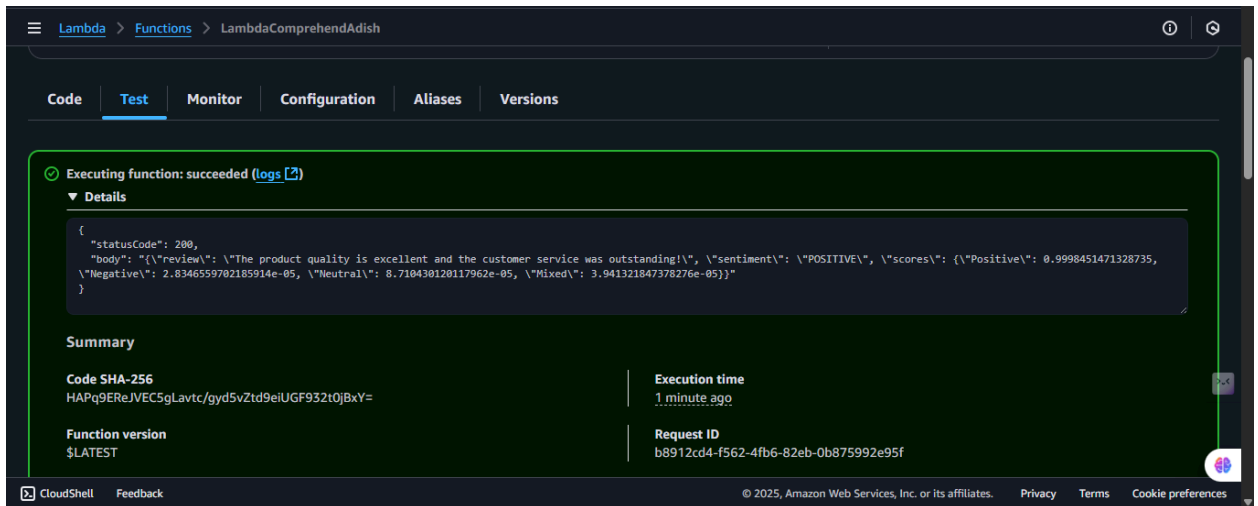 Lambda > Functions > LambdaComprehendAdish
Code Test Monitor Configuration Aliases Versions
Executing function: succeeded (logs)
▼ Details
{
"statusCode": 200,
"body": "{\"review\": \"The product quality is excellent and the customer service was outstanding!\", \"sentiment\": \"POSITIVE\", \"scores\": {\"Positive\": 0.9998451471328735,
\"Negative\": 2.8346559702185914e-05, \"Neutral\": 8.710430120117962e-05, \"Mixed\": 3.941321847378276e-05}}"
}
Summary
Code SHA-256
HAPq9EReJVEC5gLavtc/gyd5vZtd9eiUGF932t0jBxY=
Execution time
1 minute ago
Function version
$LATEST
Request ID
b8912cd4-f562-4fb6-82eb-0b875992e95f
CloudShell Feedback © 2025, Amazon Web Services, Inc. or its affiliates. Privacy Terms Cookie preferences